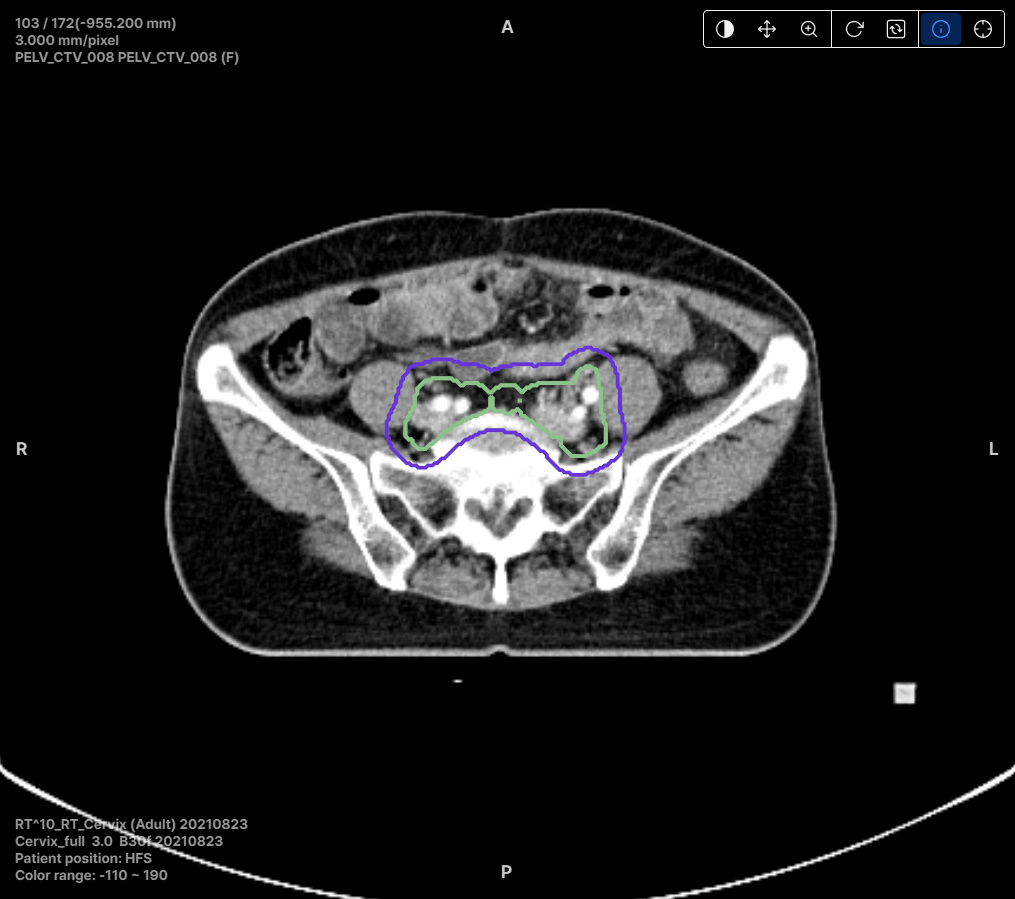 103 / 172(-955.200 mm)
3.000 mm/pixel
PELV_CTV_008 PELV_CTV_008 (F)
A
R
L
RT^10_RT_Cervix (Adult) 20210823
Cervix_full 3.0 B30f 20210823
Patient position: HFS
Color range: -110 ~ 190
P